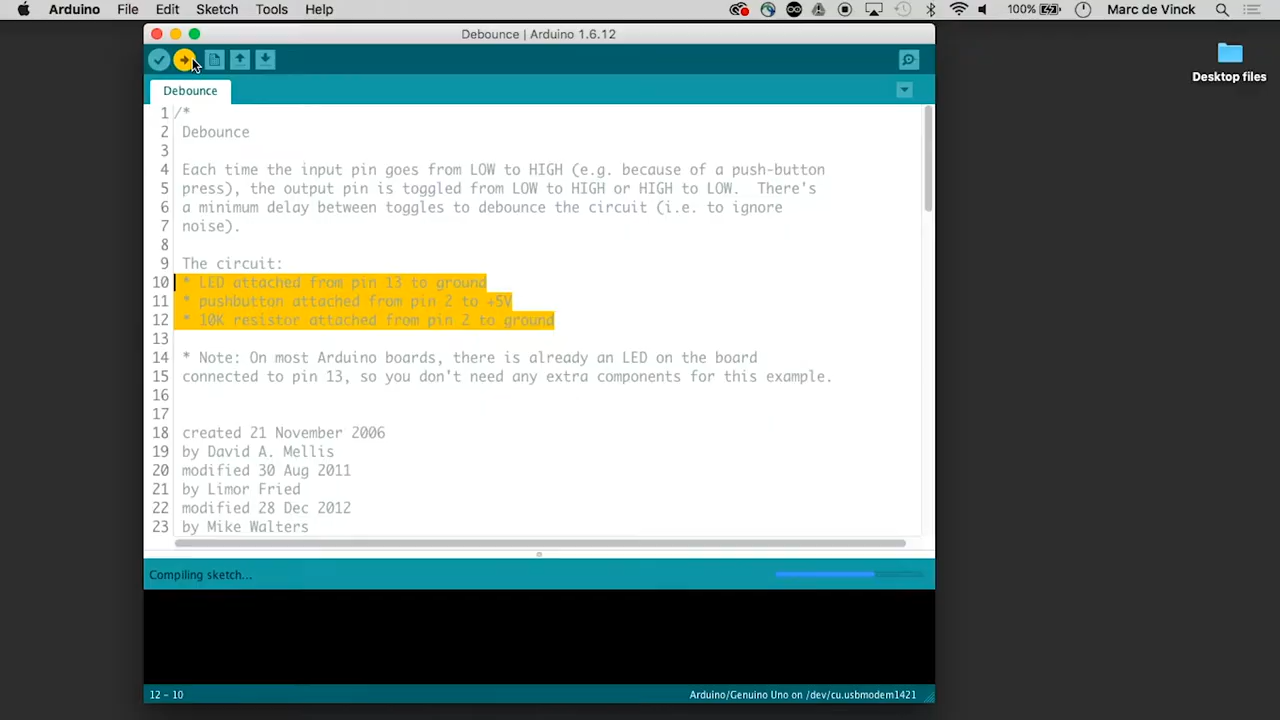 Arduino File Edit Sketch Tools Help 100% Marc de Vinck
Debounce | Arduino 1.6.12
Desktop files
Debounce
1 /*
2 Debounce
3
4 Each time the input pin goes from LOW to HIGH (e.g. because of a push-button
5 press), the output pin is toggled from LOW to HIGH or HIGH to LOW. There's
6 a minimum delay between toggles to debounce the circuit (i.e. to ignore
7 noise).
8
9 The circuit:
10 * LED attached from pin 13 to ground
11 * pushbutton attached from pin 2 to +5V
12 * 10K resistor attached from pin 2 to ground
13
14 * Note: On most Arduino boards, there is already an LED on the board
15 connected to pin 13, so you don't need any extra components for this example.
16
17
18 created 21 November 2006
19 by David A. Mellis
20 modified 30 Aug 2011
21 by Limor Fried
22 modified 28 Dec 2012
23 by Mike Walters
Compiling sketch...
12 - 10 Arduino/Genuino Uno on /dev/cu.usbmodem1421